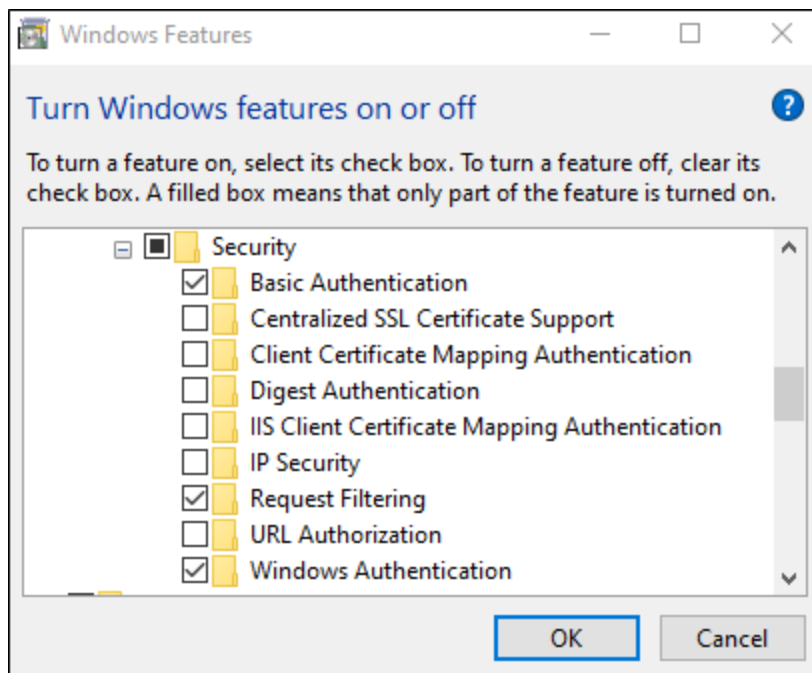 Windows Features
Turn Windows features on or off
?
To turn a feature on, select its check box. To turn a feature off, clear its
check box. A filled box means that only part of the feature is turned on.
Security
Basic Authentication
Centralized SSL Certificate Support
Client Certificate Mapping Authentication
Digest Authentication
IIS Client Certificate Mapping Authentication
IP Security
Request Filtering
URL Authorization
Windows Authentication
OK Cancel